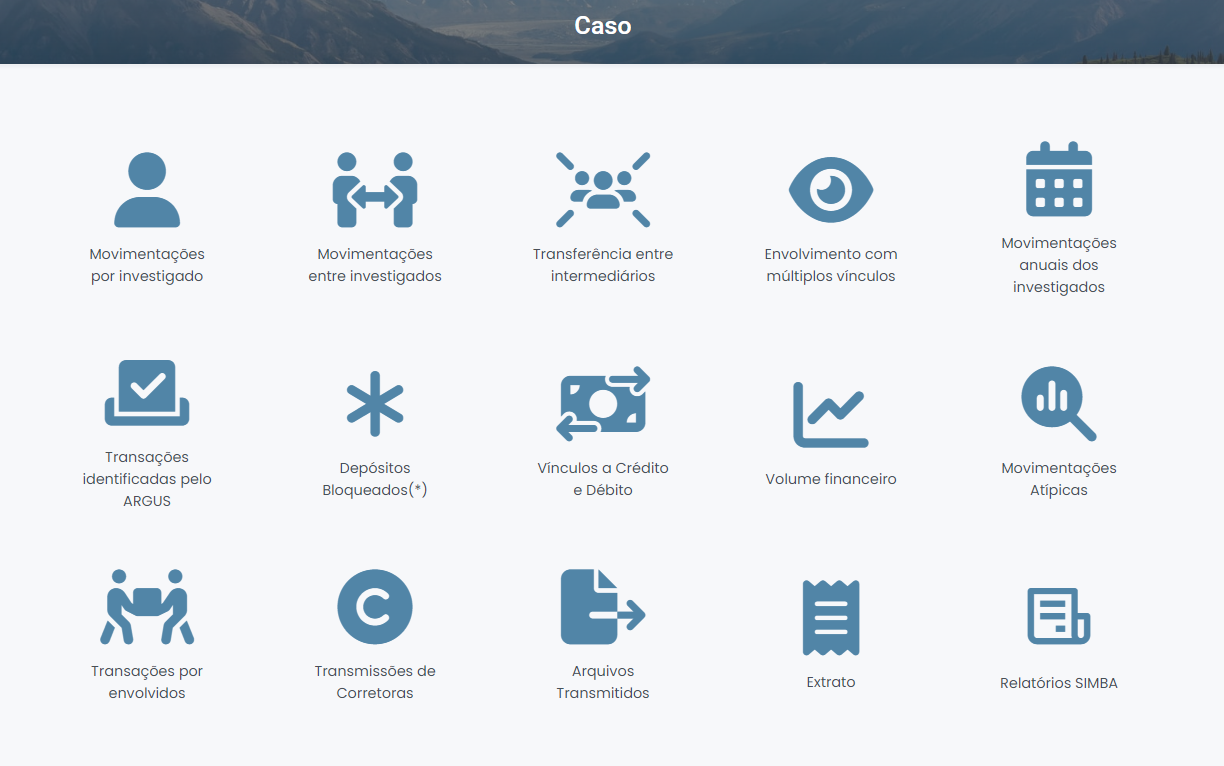 Caso
Movimentações
por investigado
Movimentações
entre investigados
Transferência entre
intermediários
Envolvimento com
múltiplos vínculos
Movimentações
anuais dos
investigados
Transações
identificadas pelo
ARGUS
Depósitos
Bloqueados(*)
Vínculos a Crédito
e Débito
Volume financeiro
Movimentações
Atípicas
Transações por
envolvidos
Transmissões de
Corretoras
Arquivos
Transmitidos
Extrato
Relatórios SIMBA